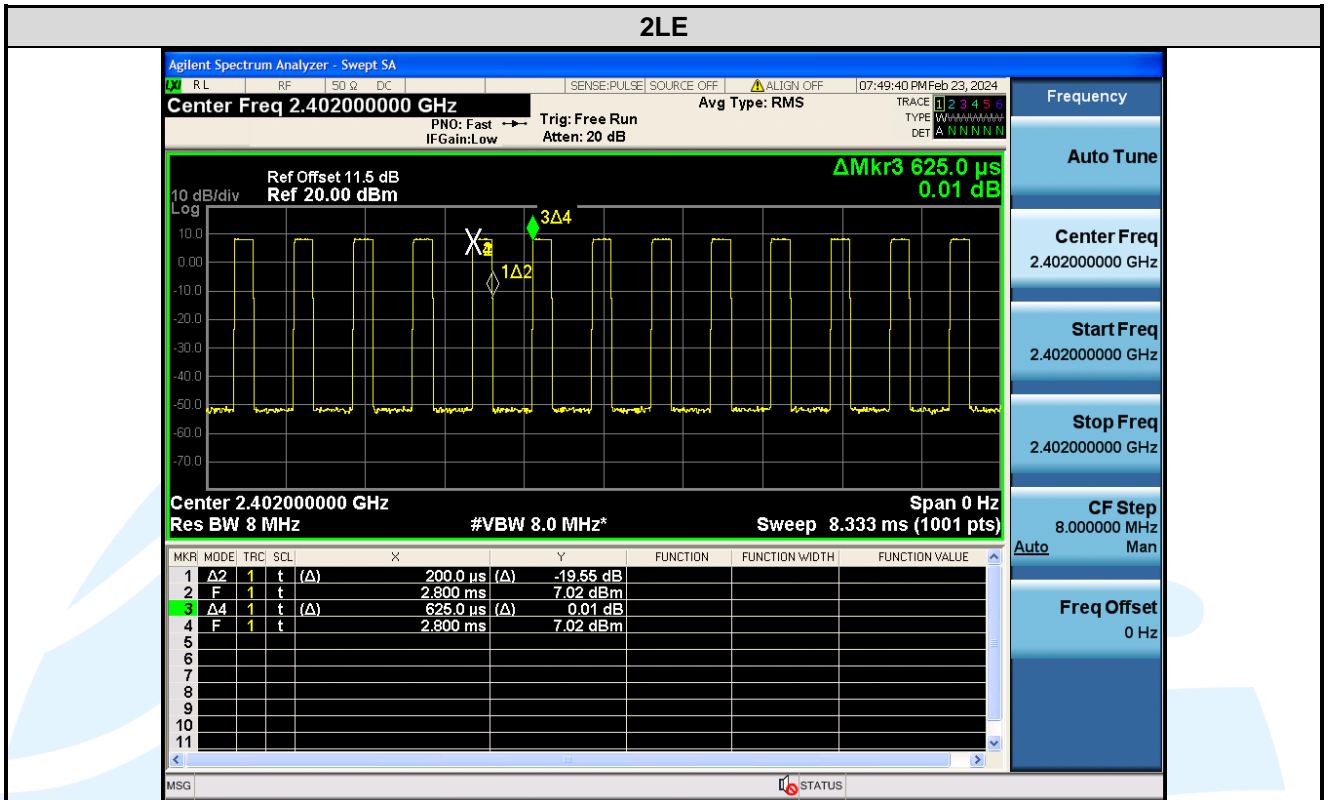 2LE
Agilent Spectrum Analyzer - Swept SA
LXI RL RF 50 Ω DC SENSE:PULSE SOURCE OFF ALIGN OFF 07:49:40 PM Feb 23, 2024
Center Freq 2.402000000 GHz Avg Type: RMS TRACE 1 2 3 4 5 6
PNO: Fast Trig: Free Run TYPE WWWWWW
IFGain:Low Atten: 20 dB DET A N N N N N
Frequency
Auto Tune
Center Freq
2.402000000 GHz
Start Freq
2.402000000 GHz
Stop Freq
2.402000000 GHz
CF Step
8.000000 MHz
Auto Man
Freq Offset
0 Hz
ΔMkr3 625.0 µs
0.01 dB
Ref Offset 11.5 dB
10 dB/div Ref 20.00 dBm
Log
10.0
0.00
-10.0
-20.0
-30.0
-40.0
-50.0
-60.0
-70.0
3Δ4
X
1Δ2
Center 2.402000000 GHz Span 0 Hz
Res BW 8 MHz #VBW 8.0 MHz* Sweep 8.333 ms (1001 pts)
MKR MODE TRC SCL X Y FUNCTION FUNCTION WIDTH FUNCTION VALUE
1 Δ2 1 t (Δ) 200.0 µs (Δ) -19.55 dB
2 F 1 t 2.800 ms 7.02 dBm
3 Δ4 1 t (Δ) 625.0 µs (Δ) 0.01 dB
4 F 1 t 2.800 ms 7.02 dBm
5
6
7
8
9
10
11
MSG STATUS